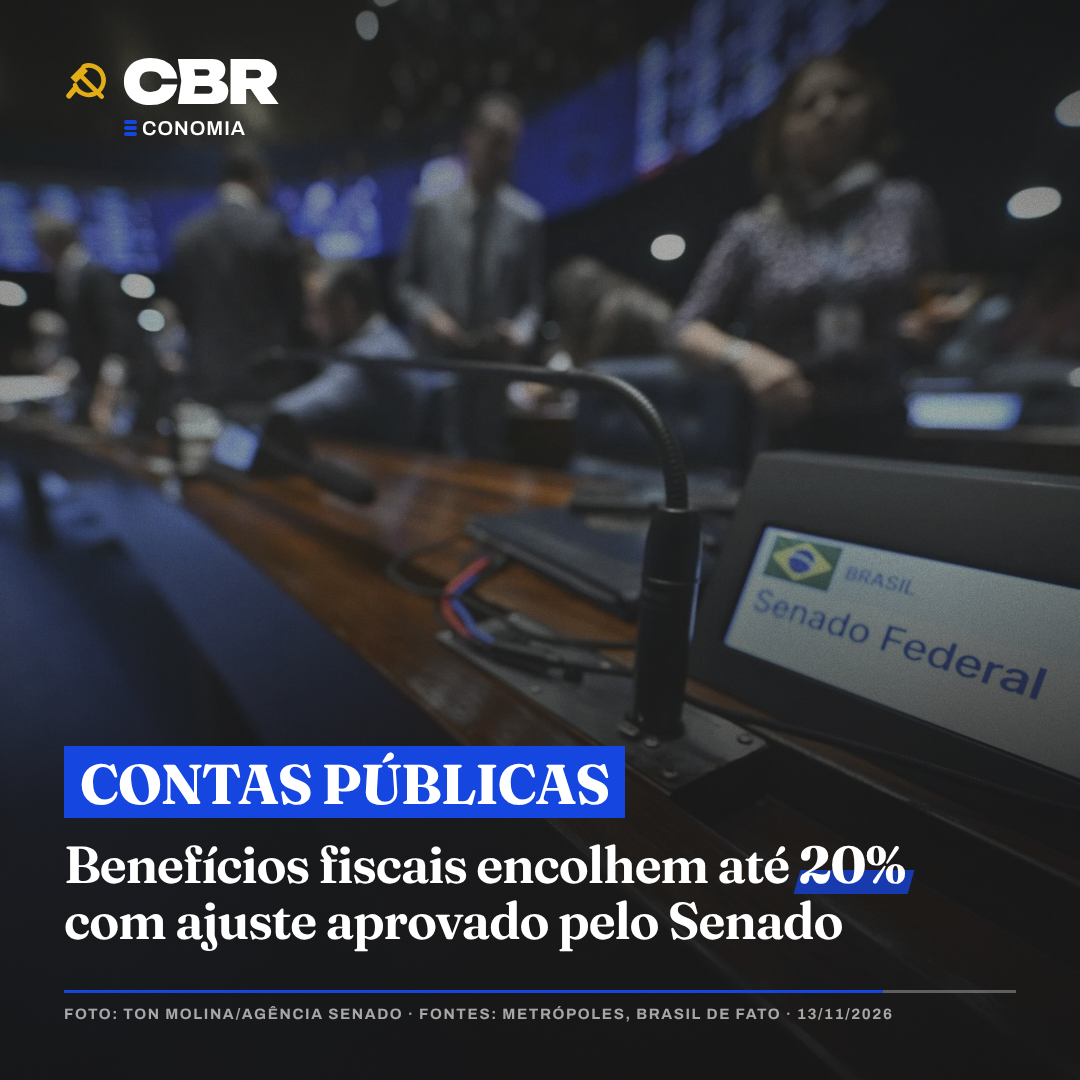 CBR
ECONOMIA
BRASIL
Senado Federal
CONTAS PÚBLICAS
Benefícios fiscais encolhem até 20%
com ajuste aprovado pelo Senado
FOTO: TON MOLINA/AGÊNCIA SENADO · FONTES: METRÓPOLES, BRASIL DE FATO · 13/11/2026